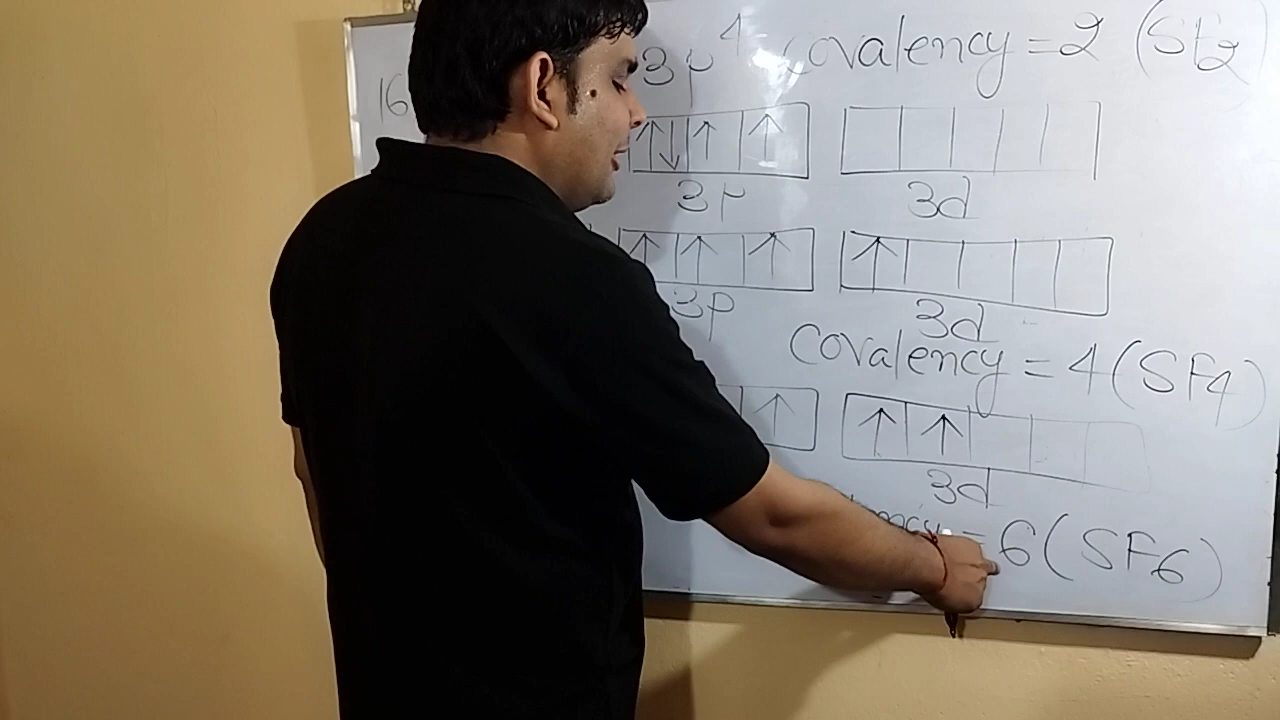 16 3p⁴ Covalency = 2 (SF₂)
3p 3d
3p 3d
Covalency = 4 (SF₄)
3d
= 6 (SF₆)